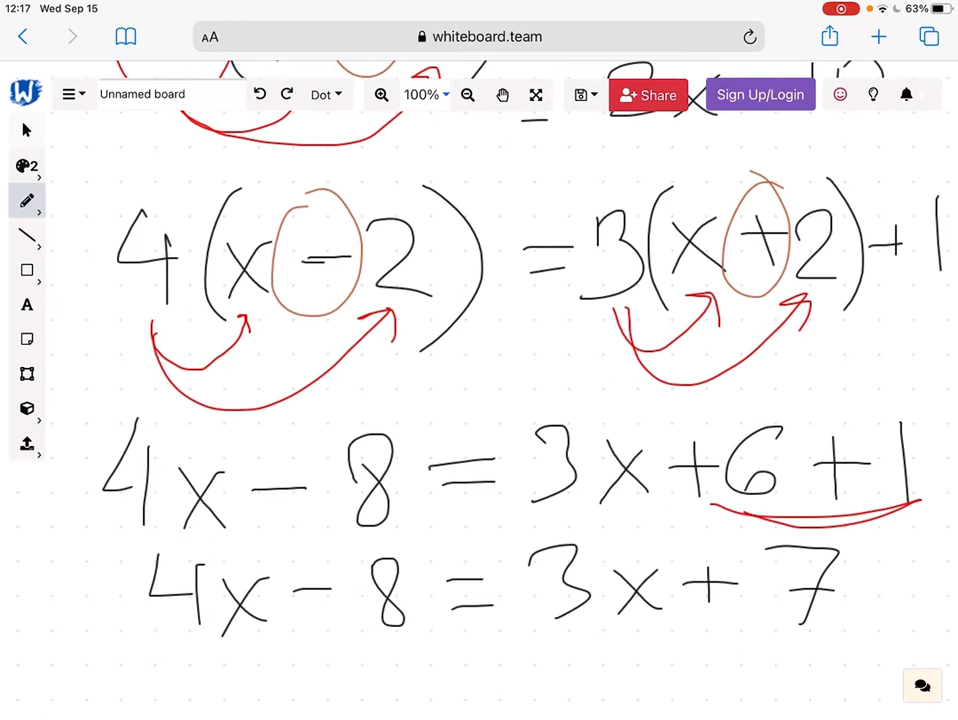 12:17 Wed Sep 15 63%
AA whiteboard.team
Unnamed board Dot 100% Share Sign Up/Login
2
A
4(x - 2) = 3(x + 2) + 1
4x - 8 = 3x + 6 + 1
4x - 8 = 3x + 7